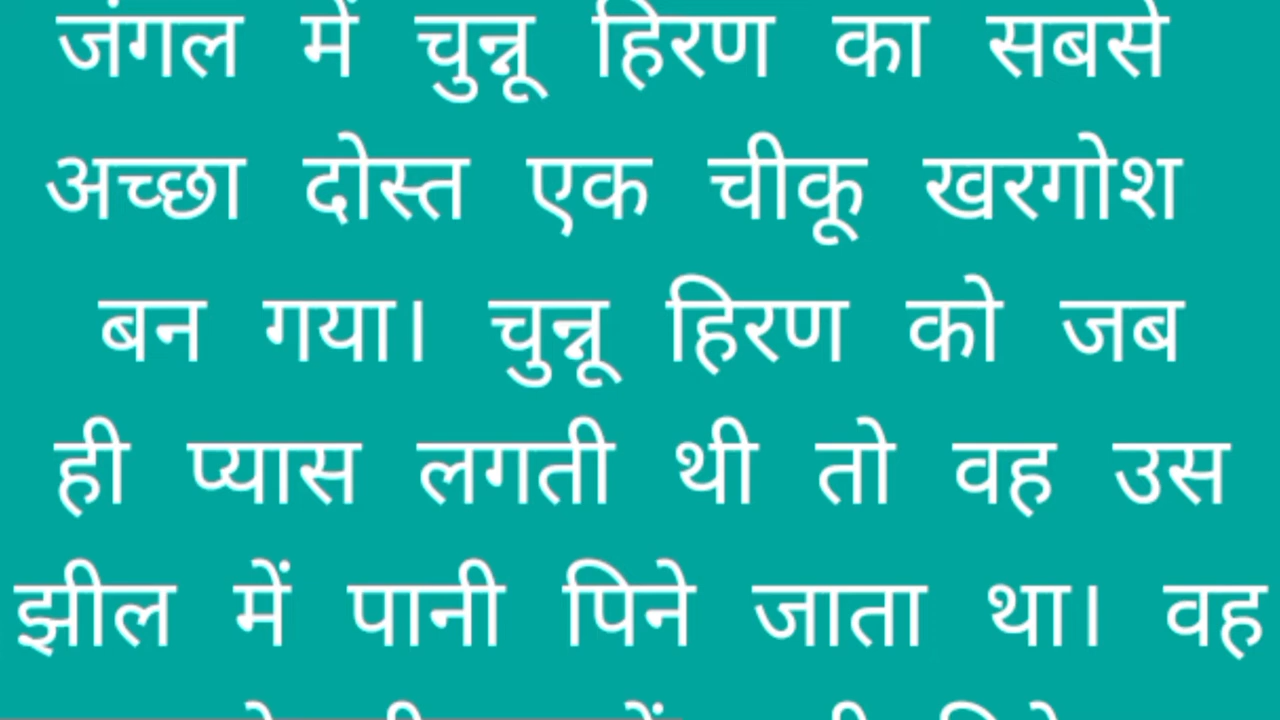 जंगल में चुन्नू हिरण का सबसे
अच्छा दोस्त एक चीकू खरगोश
बन गया। चुन्नू हिरण को जब
ही प्यास लगती थी तो वह उस
झील में पानी पिने जाता था। वह